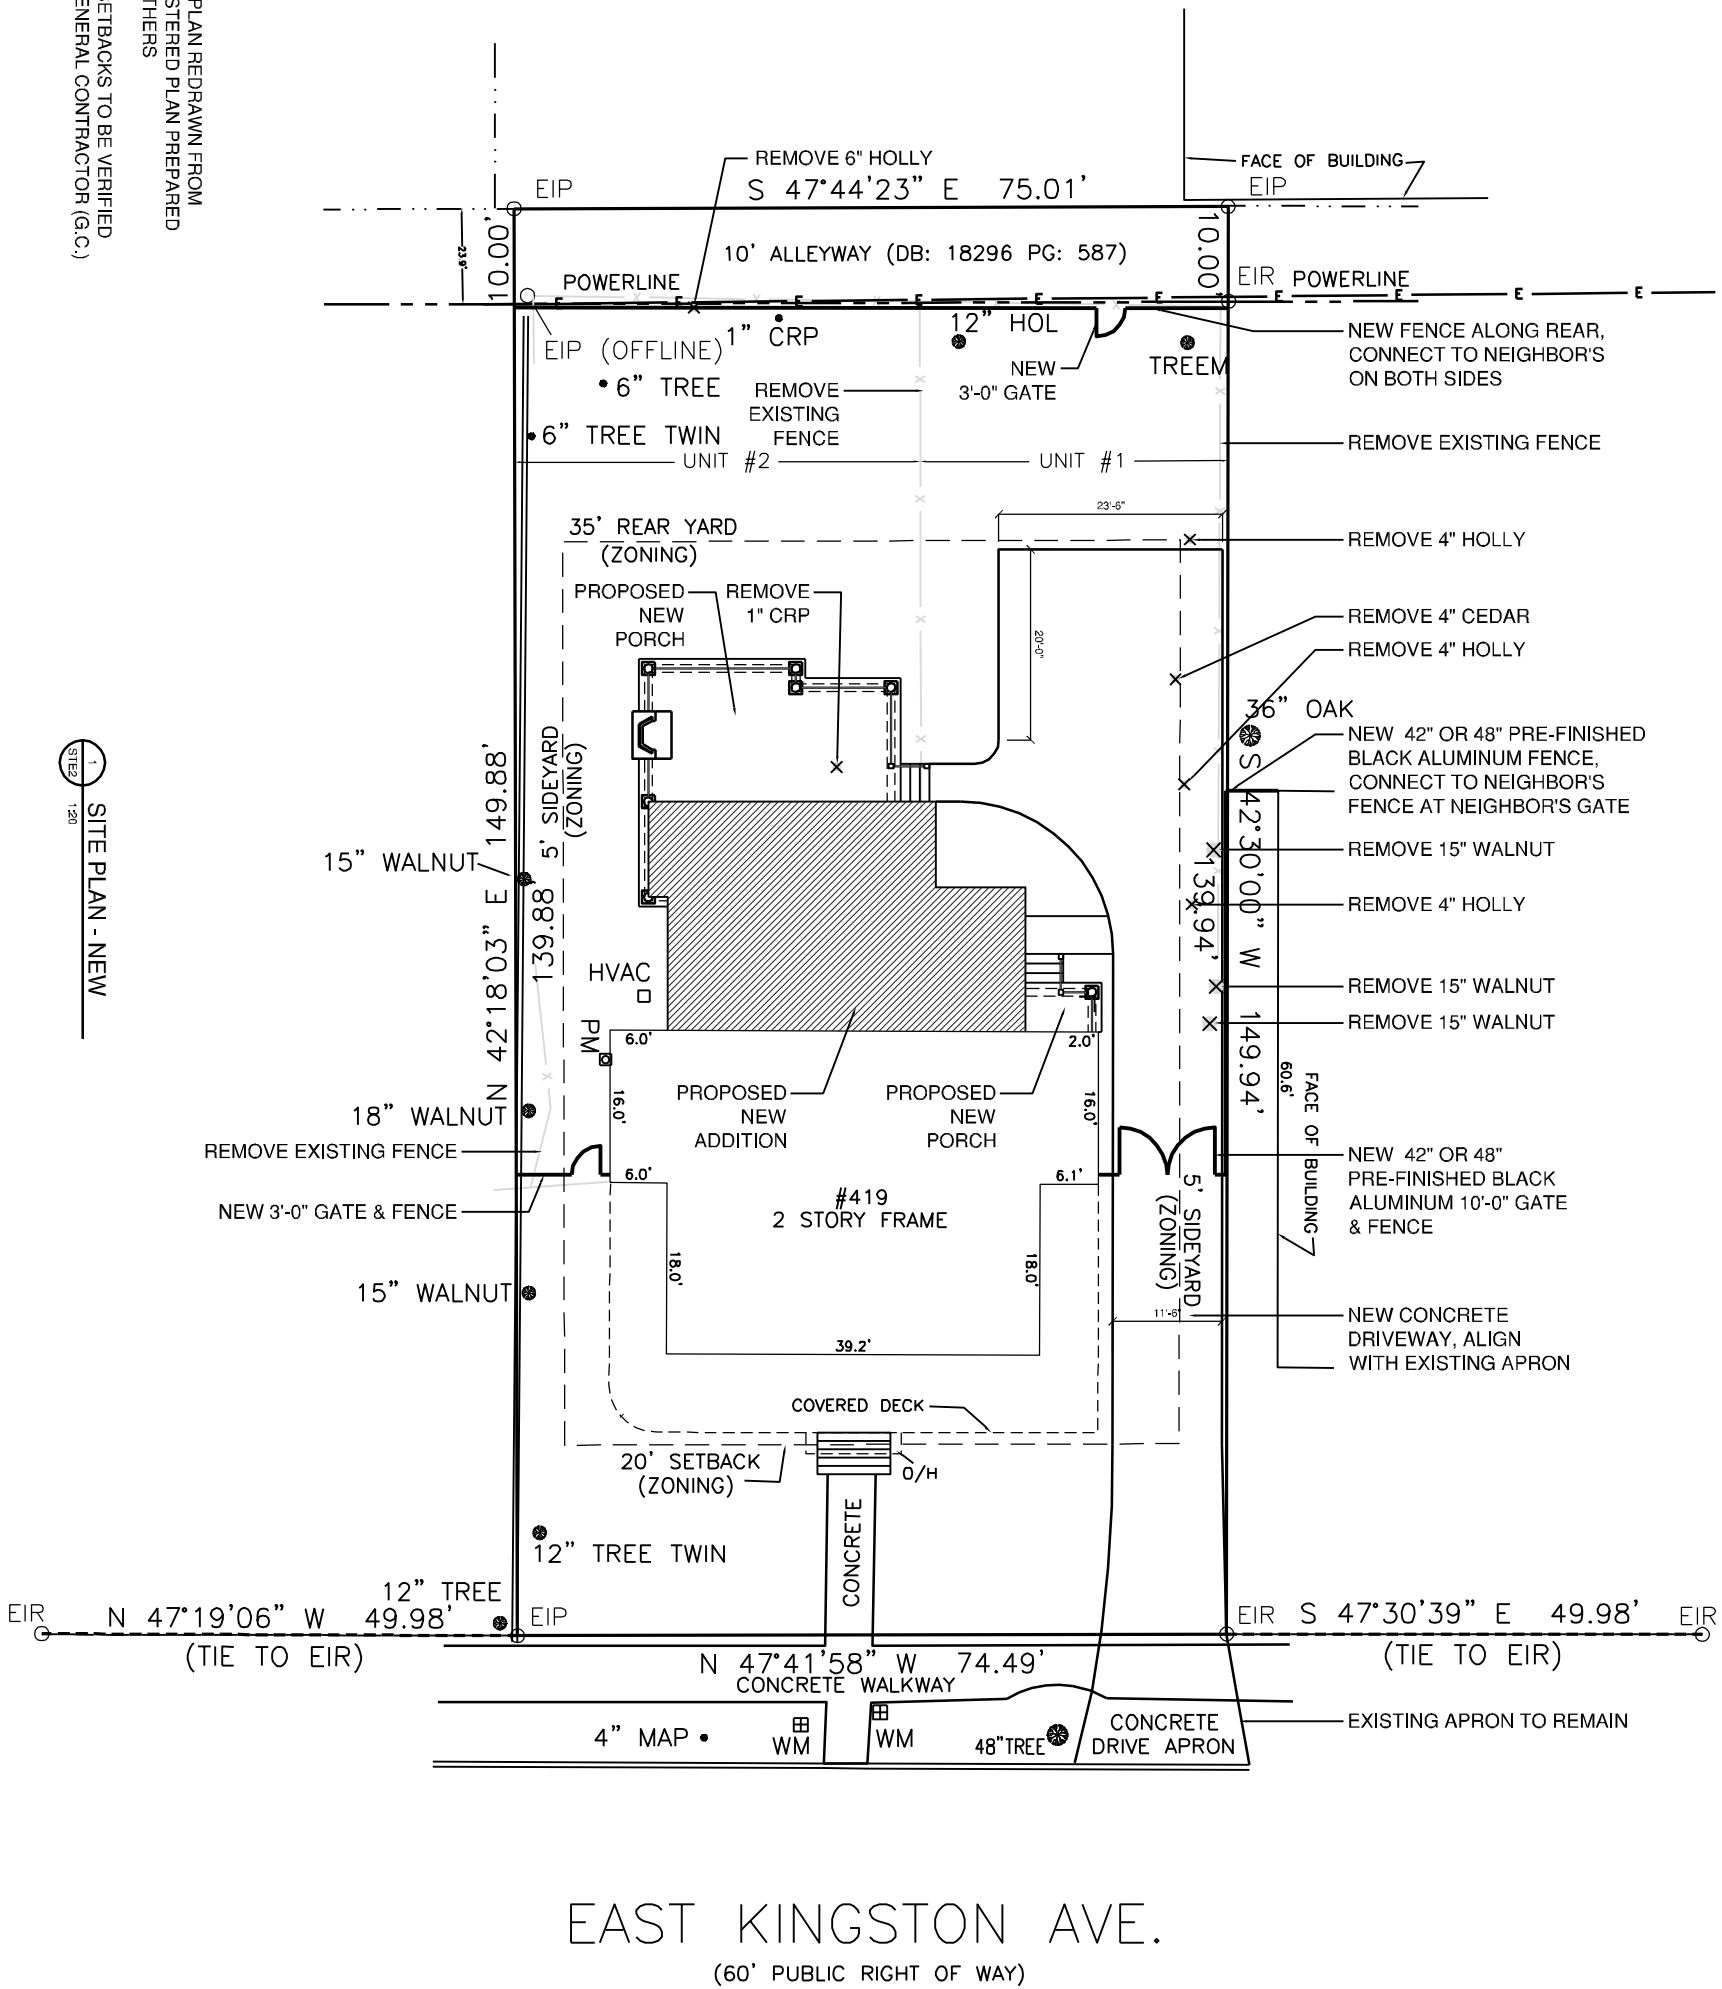 PLAN REDRAWN FROM
STERED PLAN PREPARED
THERS
ETBACKS TO BE VERIFIED
ENERAL CONTRACTOR (G.C.)
REMOVE 6" HOLLY
FACE OF BUILDING
EIP
S 47°44'23" E 75.01'
EIP
23.9'
10.00'
10' ALLEYWAY (DB: 18296 PG: 587)
10.00'
POWERLINE
EIR POWERLINE
E E E E E E E E E E
EIP (OFFLINE)
1" CRP
12" HOL
NEW
3'-0" GATE
TREEM
NEW FENCE ALONG REAR,
CONNECT TO NEIGHBOR'S
ON BOTH SIDES
6" TREE
REMOVE
EXISTING
FENCE
6" TREE TWIN
REMOVE EXISTING FENCE
UNIT #2
UNIT #1
23'-6"
35' REAR YARD
(ZONING)
REMOVE 4" HOLLY
PROPOSED
NEW
PORCH
REMOVE
1" CRP
20'-0"
REMOVE 4" CEDAR
REMOVE 4" HOLLY
36" OAK
NEW 42" OR 48" PRE-FINISHED
BLACK ALUMINUM FENCE,
CONNECT TO NEIGHBOR'S
FENCE AT NEIGHBOR'S GATE
5' SIDEYARD
(ZONING)
N 42°18'03" E 149.88'
139.88
S 42°30'00" W 149.94'
139.94'
15" WALNUT
REMOVE 15" WALNUT
REMOVE 4" HOLLY
HVAC
REMOVE 15" WALNUT
REMOVE 15" WALNUT
PM
6.0'
2.0'
16.0'
16.0'
PROPOSED
NEW
ADDITION
PROPOSED
NEW
PORCH
60.6'
FACE OF BUILDING
18" WALNUT
REMOVE EXISTING FENCE
NEW 42" OR 48"
PRE-FINISHED BLACK
ALUMINUM 10'-0" GATE
& FENCE
6.0'
6.1'
#419
2 STORY FRAME
NEW 3'-0" GATE & FENCE
5' SIDEYARD
(ZONING)
18.0'
18.0'
15" WALNUT
11'-6"
NEW CONCRETE
DRIVEWAY, ALIGN
WITH EXISTING APRON
39.2'
COVERED DECK
20' SETBACK
(ZONING)
O/H
CONCRETE
12" TREE TWIN
12" TREE
EIR
N 47°19'06" W 49.98'
EIP
EIR
S 47°30'39" E 49.98'
EIR
(TIE TO EIR)
(TIE TO EIR)
N 47°41'58" W 74.49'
CONCRETE WALKWAY
4" MAP
WM
WM
48"TREE
CONCRETE
DRIVE APRON
EXISTING APRON TO REMAIN
EAST KINGSTON AVE.
(60' PUBLIC RIGHT OF WAY)
1
STE2
SITE PLAN - NEW
1:20